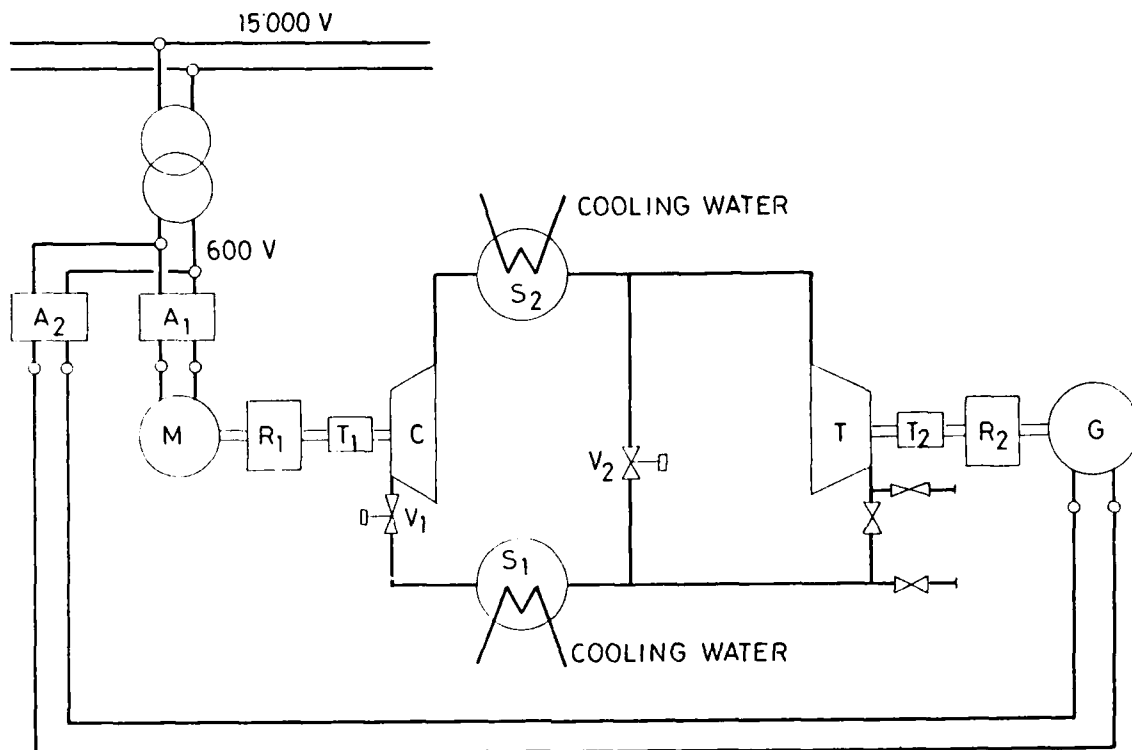 15'000 V
COOLING WATER
S2
600 V
A2
A1
M
R1
T1
C
V2
T
T2
R2
G
V1
S1
COOLING WATER